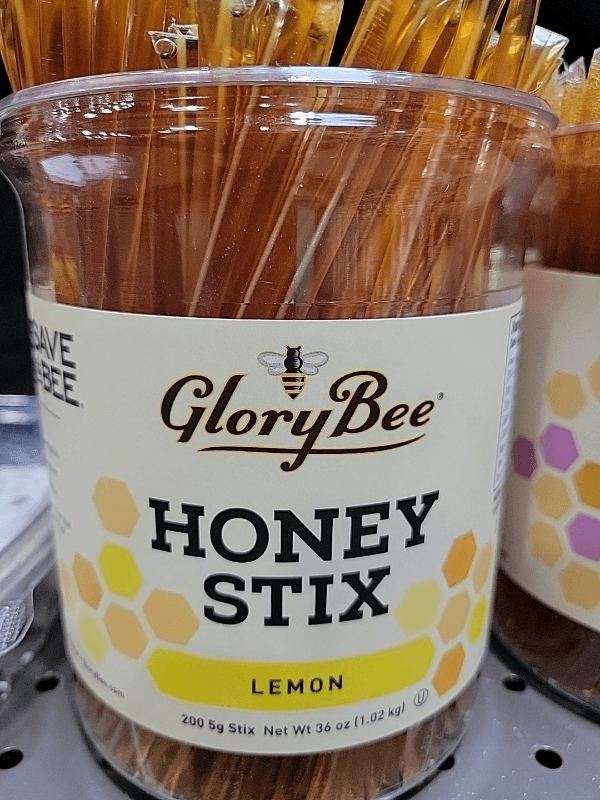 SAVE
BEE
GloryBee®
HONEY
STIX
LEMON
200 5g Stix Net Wt 36 oz (1.02 kg) Ⓤ